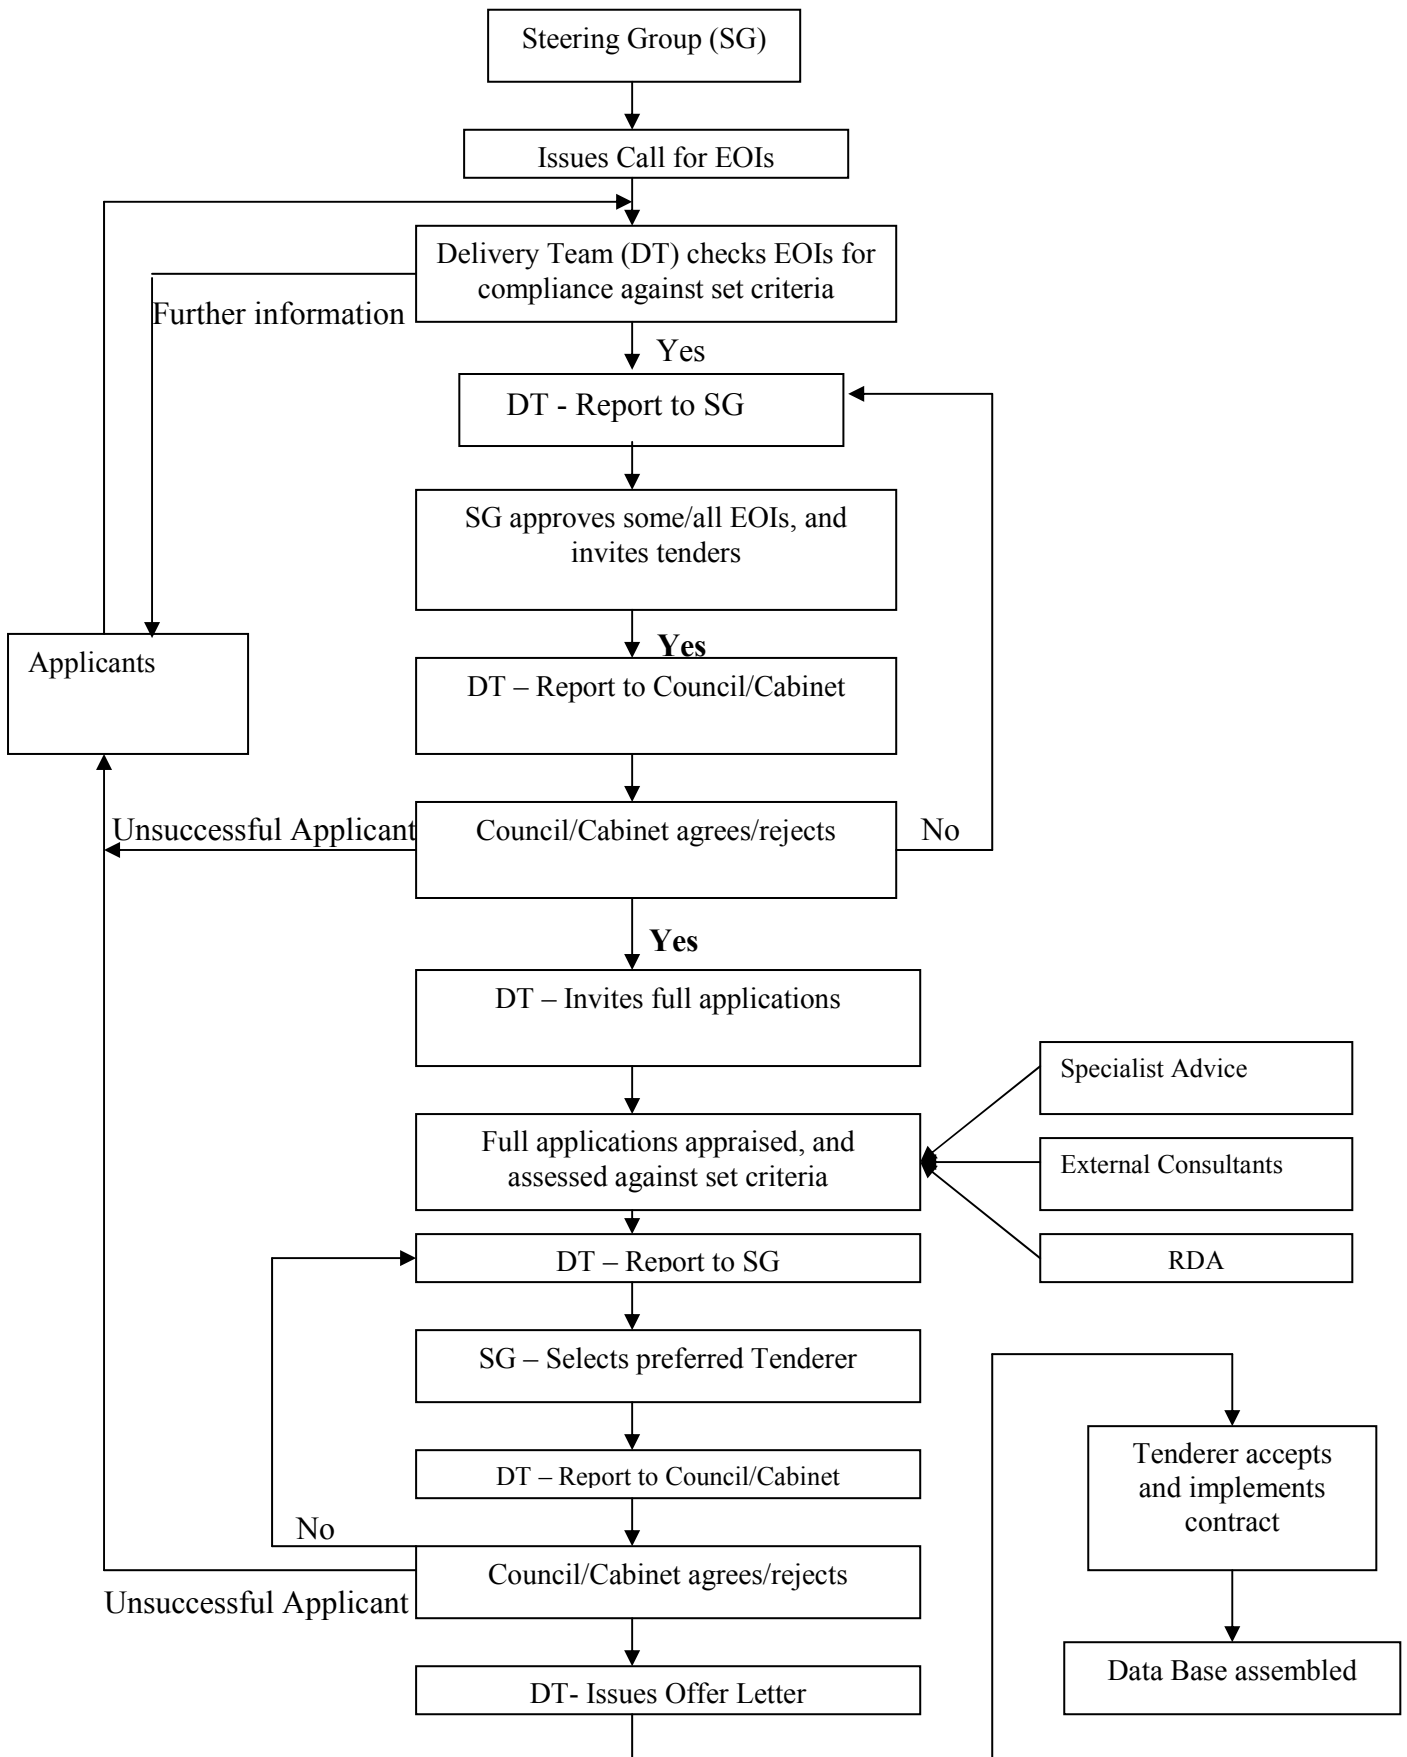 Steering Group (SG)
Issues Call for EOIs
Delivery Team (DT) checks EOIs for
compliance against set criteria
Further information
Yes
DT - Report to SG
SG approves some/all EOIs, and
invites tenders
Yes
Applicants
DT – Report to Council/Cabinet
Unsuccessful Applicant
Council/Cabinet agrees/rejects
No
Yes
DT – Invites full applications
Specialist Advice
Full applications appraised, and
assessed against set criteria
External Consultants
DT – Report to SG
RDA
SG – Selects preferred Tenderer
Tenderer accepts
and implements
contract
DT – Report to Council/Cabinet
No
Council/Cabinet agrees/rejects
Unsuccessful Applicant
Data Base assembled
DT- Issues Offer Letter